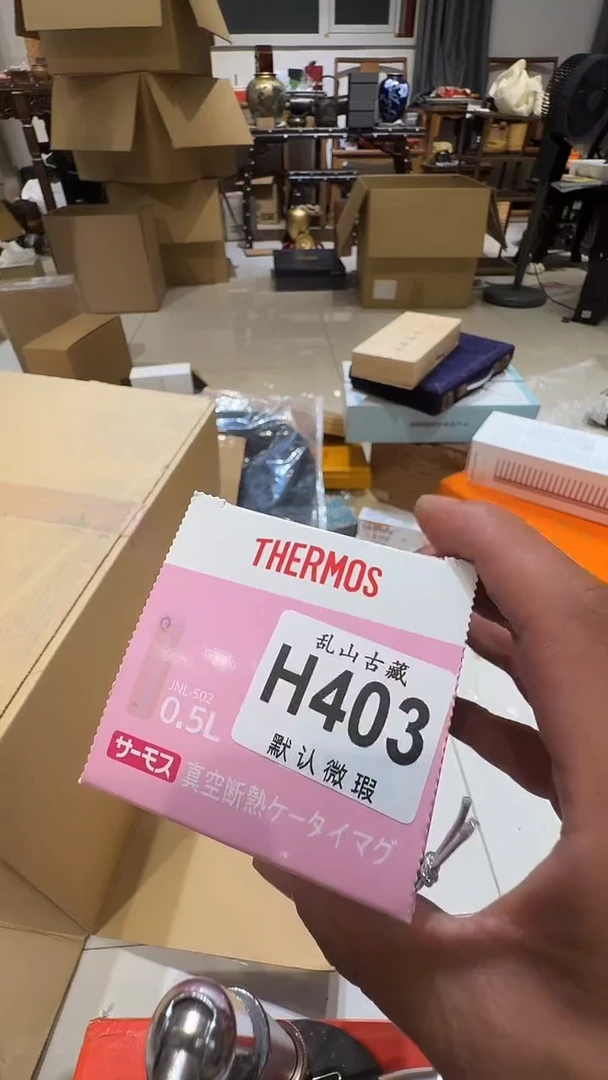 THERMOS
乱山古藏
H403
默认微瑕
JNL-502
0.5L
サーモス
真空断熱ケータイマグ